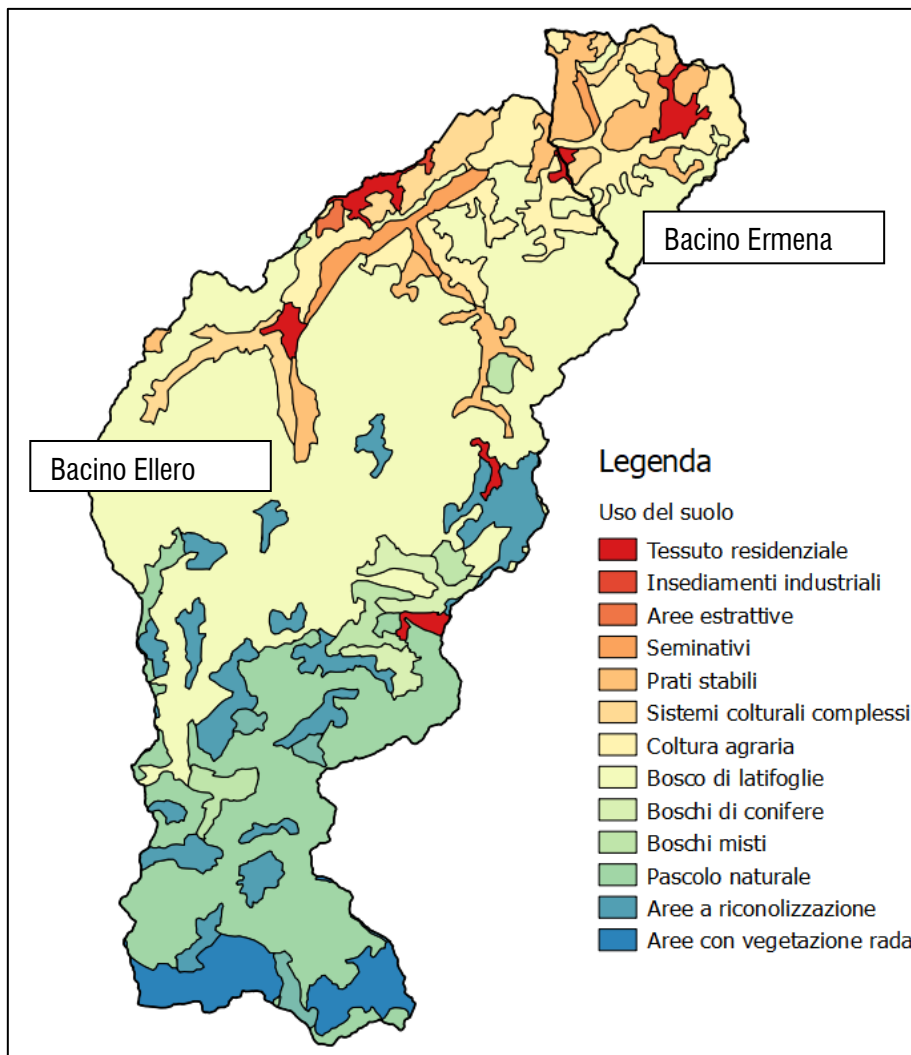 Bacino Ermena
Bacino Ellero
Legenda
Uso del suolo
Tessuto residenziale
Insediamenti industriali
Aree estrattive
Seminativi
Prati stabili
Sistemi colturali complessi
Coltura agraria
Bosco di latifoglie
Boschi di conifere
Boschi misti
Pascolo naturale
Aree a riconolizzazione
Aree con vegetazione rada